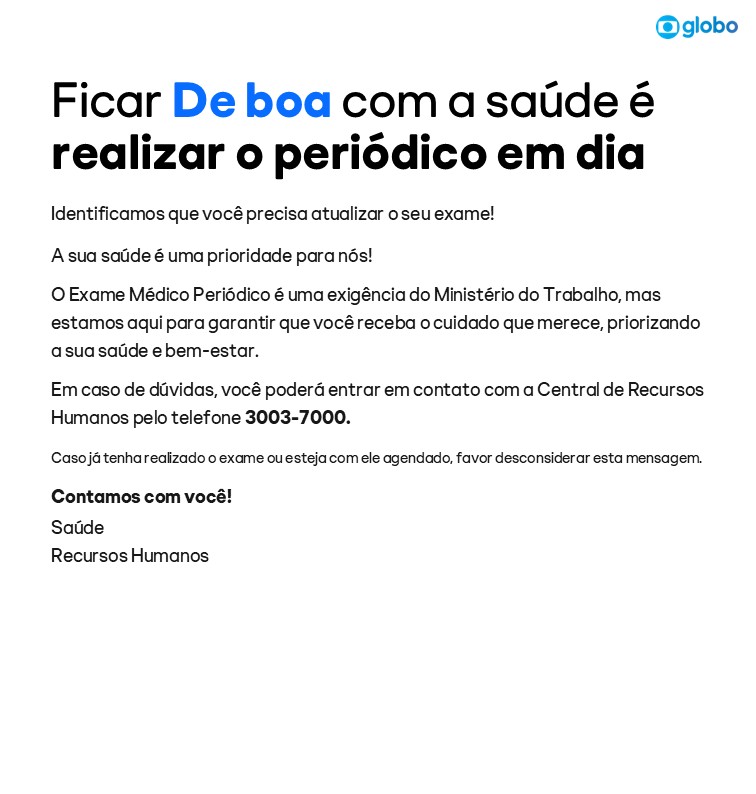 globo
Ficar De boa com a saúde é
realizar o periódico em dia
Identificamos que você precisa atualizar o seu exame!
A sua saúde é uma prioridade para nós!
O Exame Médico Periódico é uma exigência do Ministério do Trabalho, mas
estamos aqui para garantir que você receba o cuidado que merece, priorizando
a sua saúde e bem-estar.
Em caso de dúvidas, você poderá entrar em contato com a Central de Recursos
Humanos pelo telefone 3003-7000.
Caso já tenha realizado o exame ou esteja com ele agendado, favor desconsiderar esta mensagem.
Contamos com você!
Saúde
Recursos Humanos